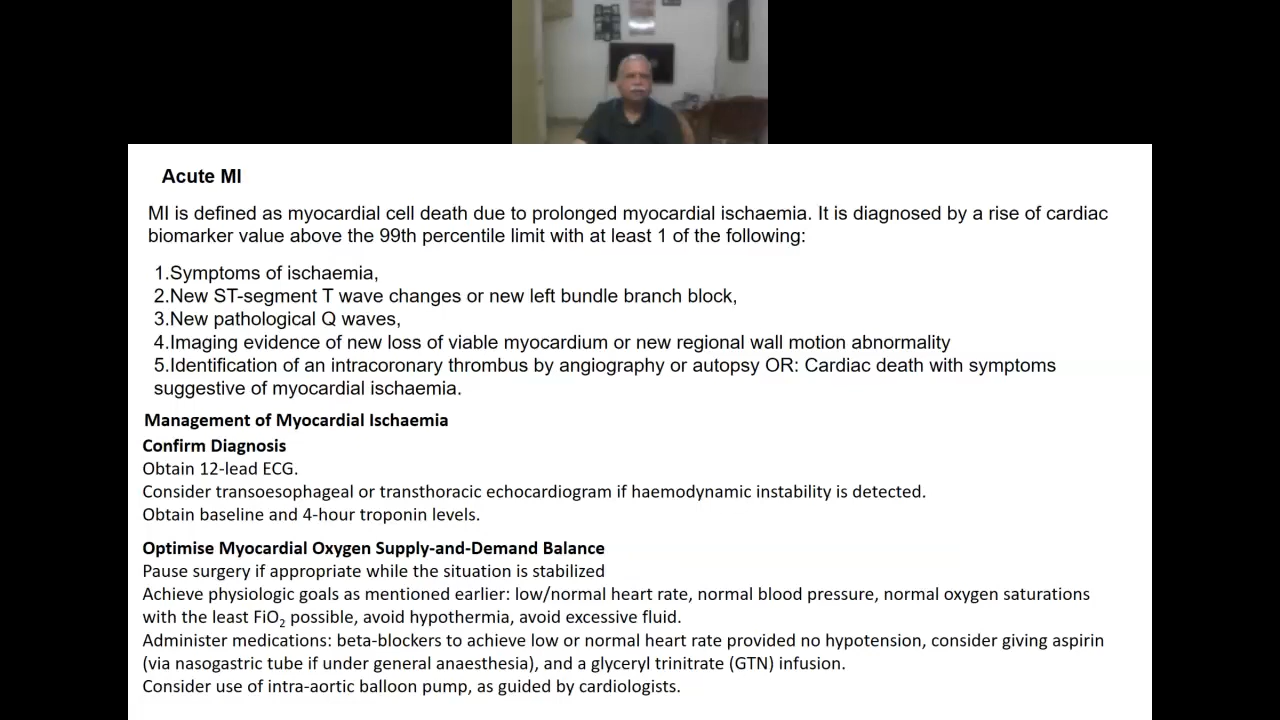 Acute MI
MI is defined as myocardial cell death due to prolonged myocardial ischaemia. It is diagnosed by a rise of cardiac
biomarker value above the 99th percentile limit with at least 1 of the following:
1.Symptoms of ischaemia,
2.New ST-segment T wave changes or new left bundle branch block,
3.New pathological Q waves,
4.Imaging evidence of new loss of viable myocardium or new regional wall motion abnormality
5.Identification of an intracoronary thrombus by angiography or autopsy OR: Cardiac death with symptoms
suggestive of myocardial ischaemia.
Management of Myocardial Ischaemia
Confirm Diagnosis
Obtain 12-lead ECG.
Consider transoesophageal or transthoracic echocardiogram if haemodynamic instability is detected.
Obtain baseline and 4-hour troponin levels.
Optimise Myocardial Oxygen Supply-and-Demand Balance
Pause surgery if appropriate while the situation is stabilized
Achieve physiologic goals as mentioned earlier: low/normal heart rate, normal blood pressure, normal oxygen saturations
with the least FiO₂ possible, avoid hypothermia, avoid excessive fluid.
Administer medications: beta-blockers to achieve low or normal heart rate provided no hypotension, consider giving aspirin
(via nasogastric tube if under general anaesthesia), and a glyceryl trinitrate (GTN) infusion.
Consider use of intra-aortic balloon pump, as guided by cardiologists.